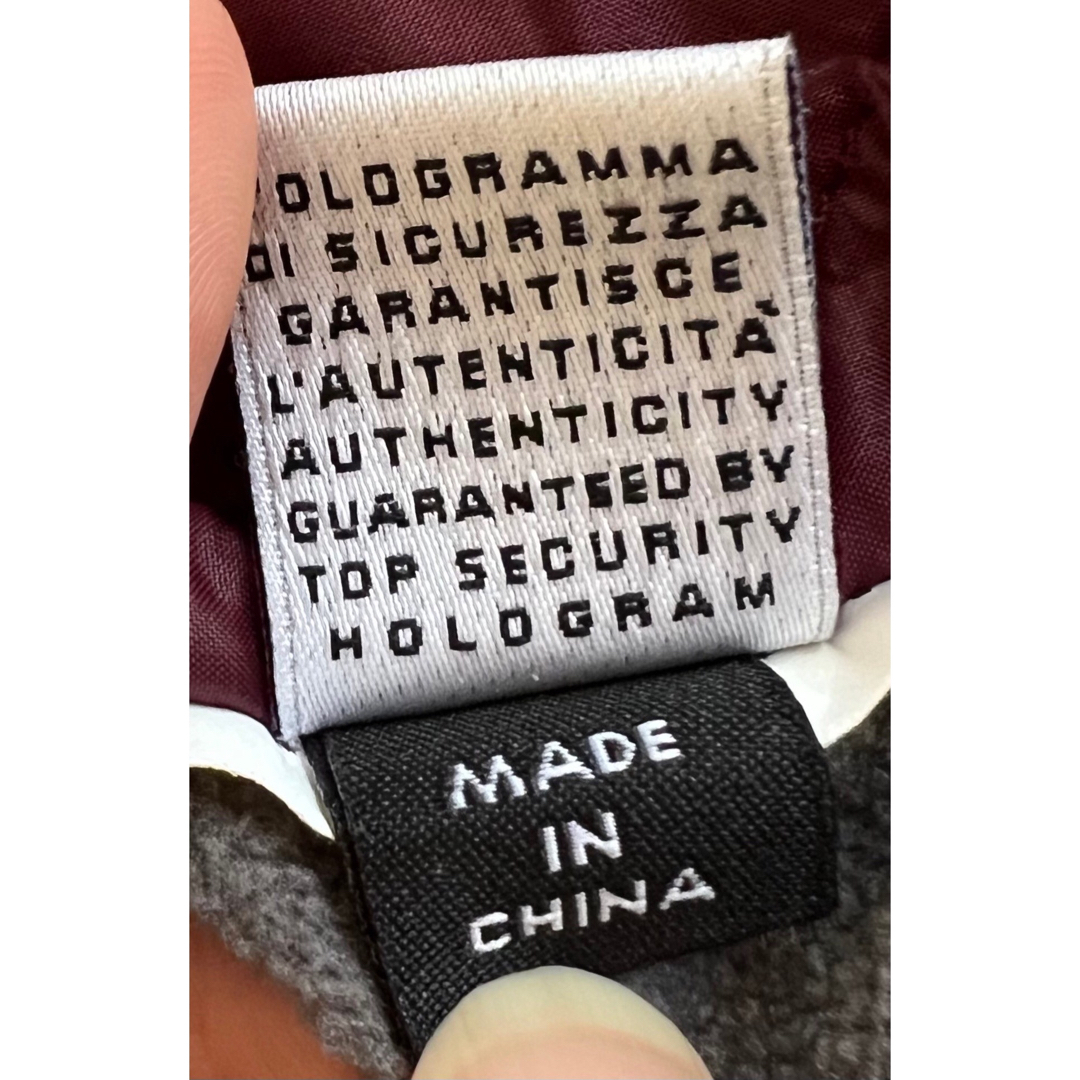 OLOGRAMMA
DI SICUREZZA
GARANTISCE
L'AUTENTICITÀ
AUTHENTICITY
GUARANTEED BY
TOP SECURITY
HOLOGRAM
MADE
IN
CHINA